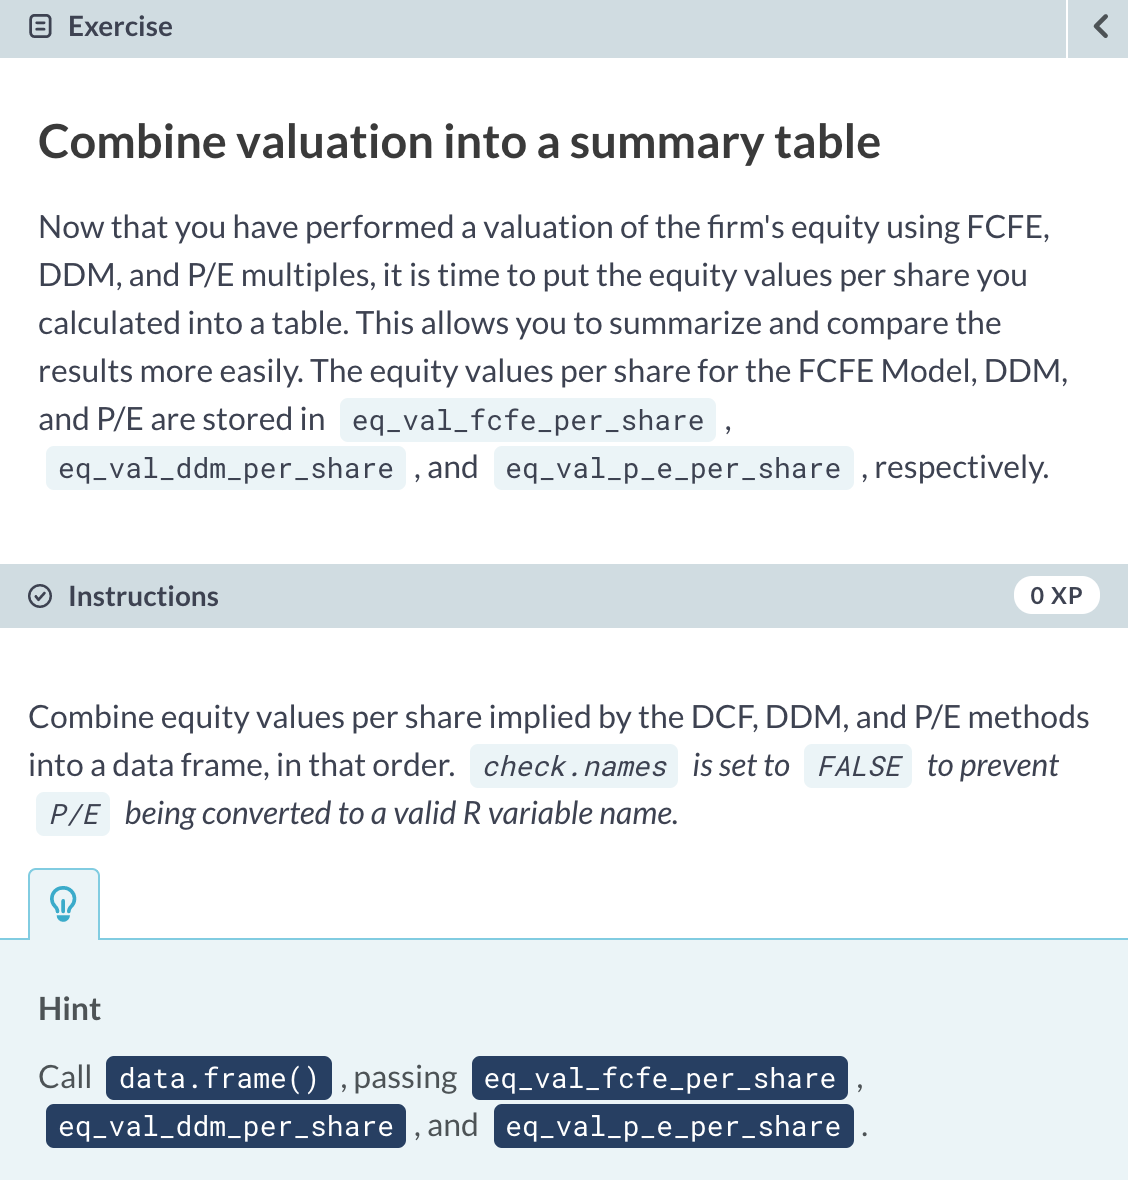 Exercise
Combine valuation into a summary table
Now that you have performed a valuation of the firm's equity using FCFE,
DDM, and P/E multiples, it is time to put the equity values per share you
calculated into a table. This allows you to summarize and compare the
results more easily. The equity values per share for the FCFE Model, DDM,
and P/E are stored in eq_val_fcfe_per_share ,
eq_val_ddm_per_share , and eq_val_p_e_per_share , respectively.
Instructions
0 XP
Combine equity values per share implied by the DCF, DDM, and P/E methods
into a data frame, in that order. check.names is set to FALSE to prevent
P/E being converted to a valid R variable name.
Hint
Call data.frame() , passing eq_val_fcfe_per_share ,
eq_val_ddm_per_share , and eq_val_p_e_per_share .